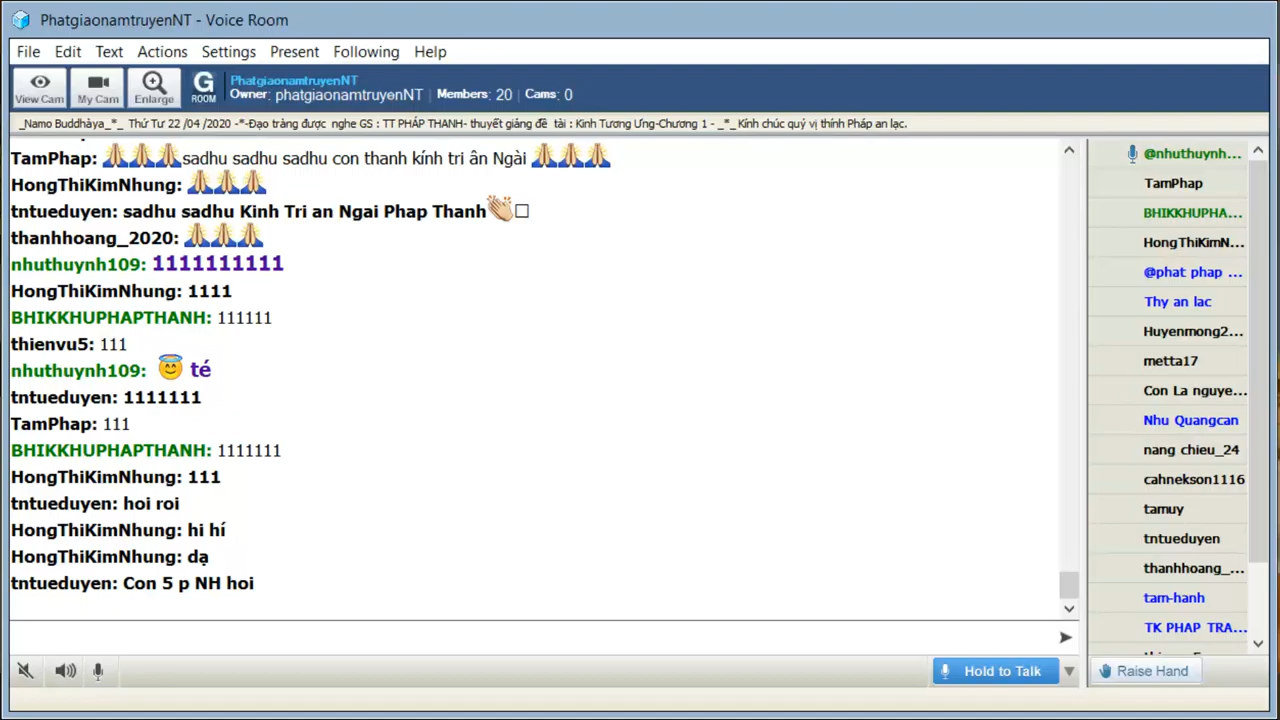 PhatgiaonamtruyenNT - Voice Room
File Edit Text Actions Settings Present Following Help
View Cam My Cam Enlarge G ROOM
PhatgiaonamtruyenNT
Owner: phatgiaonamtruyenNT | Members: 20 | Cams: 0
_Namo Buddhàya_*_ Thứ Tư 22 /04 /2020 -*-Đạo tràng được nghe GS : TT PHÁP THANH- thuyết giảng đề tài : Kinh Tương Ưng-Chương 1 - _*_ Kính chúc quý vị thính Pháp an lạc.
TamPhap: 🙏🙏🙏sadhu sadhu sadhu con thanh kính tri ân Ngài 🙏🙏🙏
HongThiKimNhung: 🙏🙏🙏
tntueduyen: sadhu sadhu Kinh Tri an Ngai Phap Thanh👏□
thanhhoang_2020: 🙏🙏🙏
nhuthuynh109: 1111111111
HongThiKimNhung: 1111
BHIKKHUPHAPTHANH: 111111
thienvu5: 111
nhuthuynh109: 😇 té
tntueduyen: 1111111
TamPhap: 111
BHIKKHUPHAPTHANH: 1111111
HongThiKimNhung: 111
tntueduyen: hoi roi
HongThiKimNhung: hi hí
HongThiKimNhung: dạ
tntueduyen: Con 5 p NH hoi
@nhuthuynh...
TamPhap
BHIKKHUPHA...
HongThiKimN...
@phat phap ...
Thy an lac
Huyenmong2...
metta17
Con La nguye...
Nhu Quangcan
nang chieu_24
cahnekson1116
tamuy
tntueduyen
thanhhoang_...
tam-hanh
TK PHAP TRA...
Hold to Talk
Raise Hand